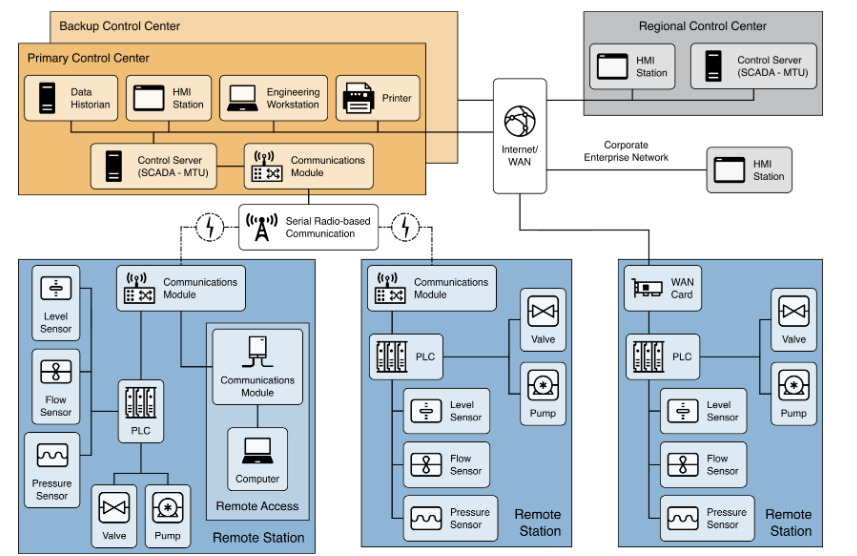 Backup Control Center
Primary Control Center
Data
Historian
HMI
Station
Engineering
Workstation
Printer
Control Server
(SCADA - MTU)
Communications
Module
Regional Control Center
HMI
Station
Control Server
(SCADA - MTU)
Internet/
WAN
Corporate
Enterprise Network
HMI
Station
Serial Radio-based
Communication
Level
Sensor
Flow
Sensor
Pressure
Sensor
Communications
Module
PLC
Valve
Pump
Communications
Module
Computer
Remote Access
Remote Station
Communications
Module
PLC
Valve
Pump
Level
Sensor
Flow
Sensor
Pressure
Sensor
Remote
Station
WAN
Card
PLC
Valve
Pump
Level
Sensor
Flow
Sensor
Pressure
Sensor
Remote
Station